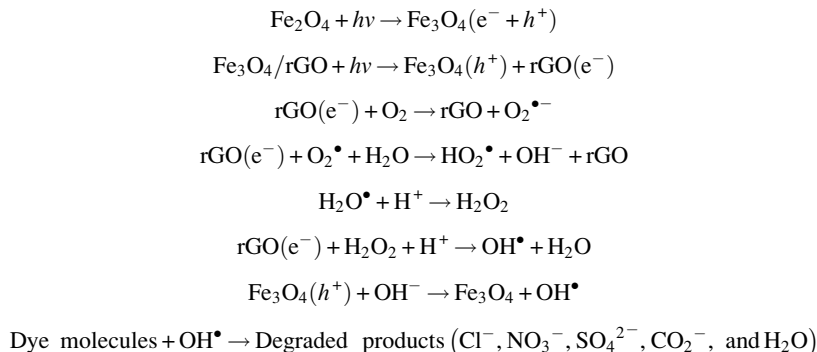 Fe₂O₄ + hν → Fe₃O₄(e⁻ + h⁺)
Fe₃O₄/rGO + hν → Fe₃O₄(h⁺) + rGO(e⁻)
rGO(e⁻) + O₂ → rGO + O₂•⁻
rGO(e⁻) + O₂• + H₂O → HO₂• + OH⁻ + rGO
H₂O• + H⁺ → H₂O₂
rGO(e⁻) + H₂O₂ + H⁺ → OH• + H₂O
Fe₃O₄(h⁺) + OH⁻ → Fe₃O₄ + OH•
Dye molecules + OH• → Degraded products (Cl⁻, NO₃⁻, SO₄²⁻, CO₂⁻, and H₂O)